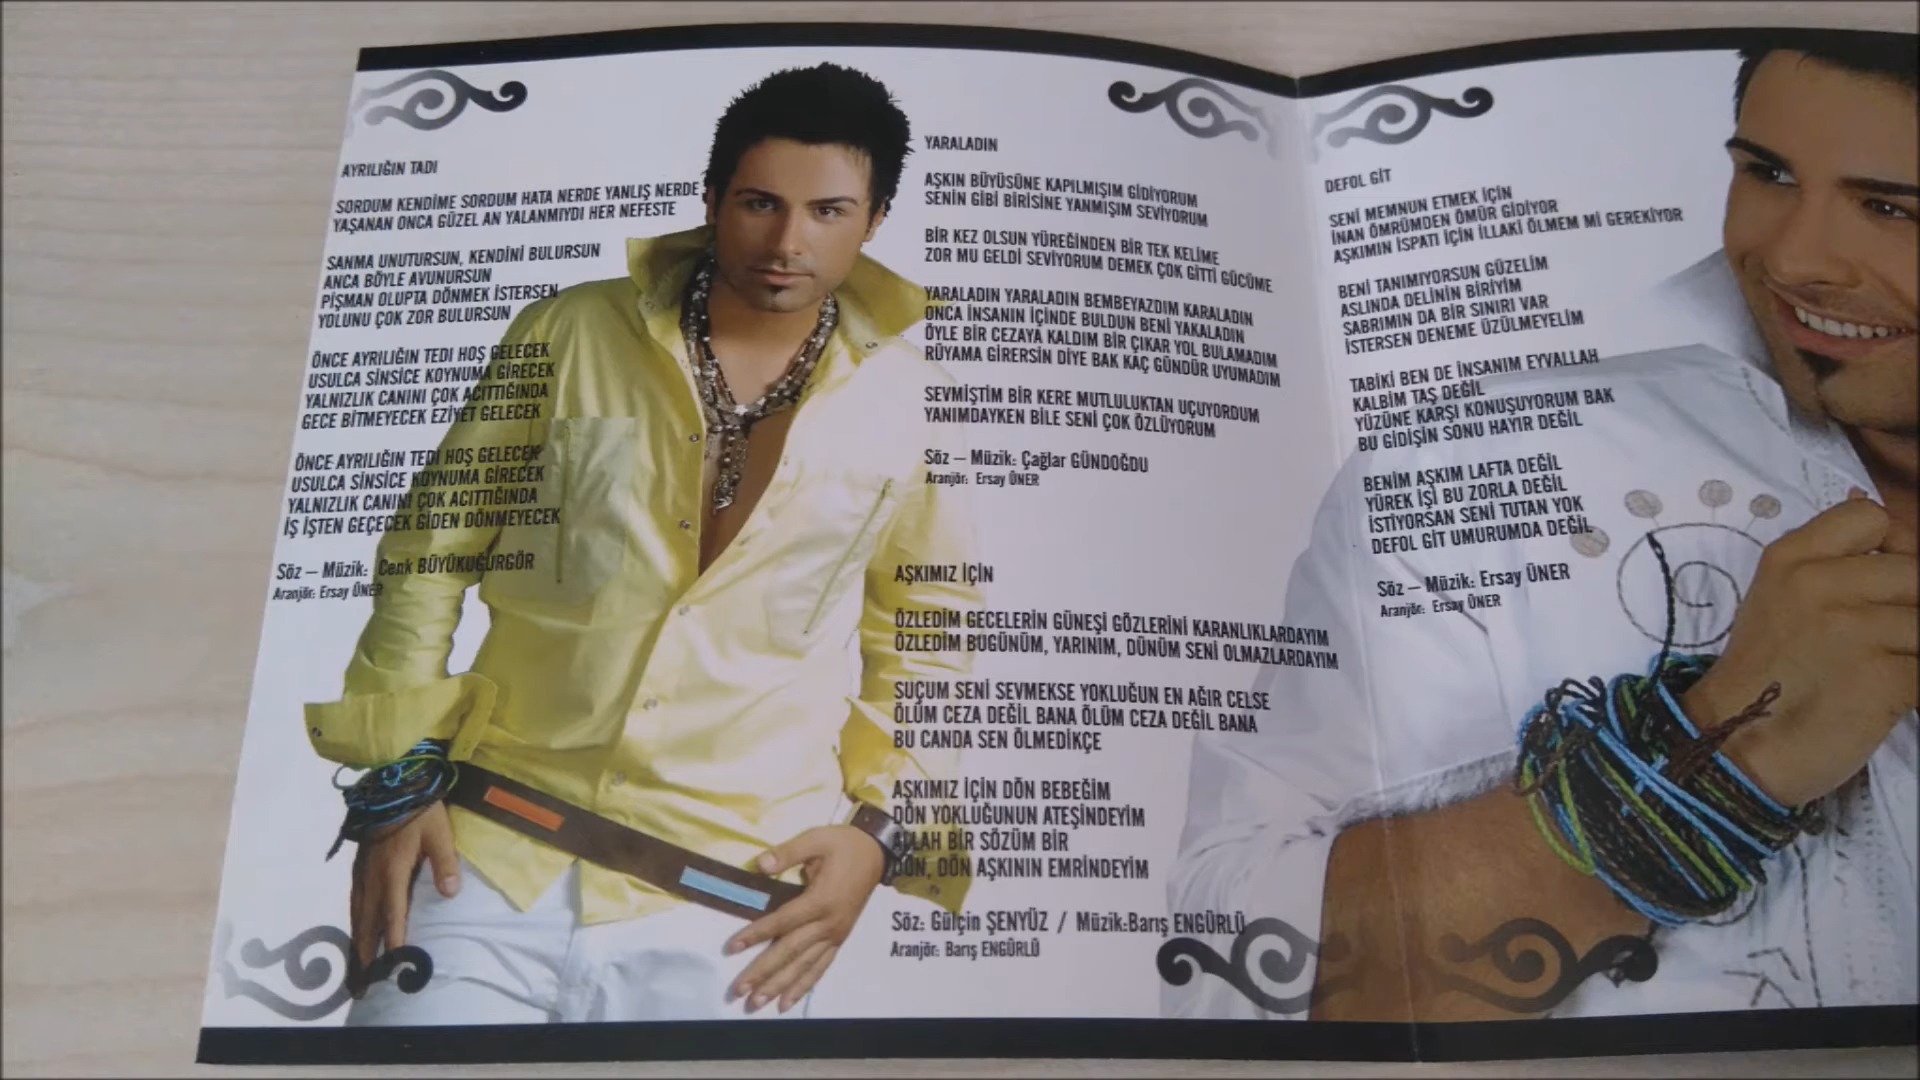 AYRILIĞIN TADI
SORDUM KENDİME SORDUM HATA NERDE YANLIŞ NERDE
YAŞANAN ONCA GÜZEL AN YALANMIYDI HER NEFESTE
SANMA UNUTURSUN, KENDİNİ BULURSUN
ANCA BÖYLE AVUNURSUN
PİŞMAN OLUPTA DÖNMEK İSTERSEN
YOLUNU ÇOK ZOR BULURSUN
ÖNCE AYRILIĞIN TEDI HOŞ GELECEK
USULCA SİNSİCE KOYNUMA GİRECEK
YALNIZLIK CANINI ÇOK ACITTIĞINDA
GECE BİTMEYECEK EZİYET GELECEK
ÖNCE AYRILIĞIN TEDI HOŞ GELECEK
USULCA SİNSİCE KOYNUMA GİRECEK
YALNIZLIK CANINI ÇOK ACITTIĞINDA
İŞ İŞTEN GEÇECEK GİDEN DÖNMEYECEK
Söz – Müzik: Cenk BÜYÜKUĞURGÖR
Aranjör: Ersay ÜNER
YARALADIN
AŞKIN BÜYÜSÜNE KAPILMIŞIM GİDİYORUM
SENİN GİBİ BİRİSİNE YANMIŞIM SEVİYORUM
BİR KEZ OLSUN YÜREĞİNDEN BİR TEK KELİME
ZOR MU GELDİ SEVİYORUM DEMEK ÇOK GİTTİ GÜCÜME
YARALADIN YARALADIN BEMBEYAZDIM KARALADIN
ONCA İNSANIN İÇİNDE BULDUN BENİ YAKALADIN
ÖYLE BİR CEZAYA KALDIM BİR ÇIKAR YOL BULAMADIM
RÜYAMA GİRERSİN DİYE BAK KAÇ GÜNDÜR UYUMADIM
SEVMİŞTİM BİR KERE MUTLULUKTAN UÇUYORDUM
YANIMDAYKEN BİLE SENİ ÇOK ÖZLÜYORUM
Söz – Müzik: Çağlar GÜNDOĞDU
Aranjör: Ersay ÜNER
AŞKIMIZ İÇİN
ÖZLEDİM GECELERİN GÜNEŞİ GÖZLERİNİ KARANLIKLARDAYIM
ÖZLEDİM BUGÜNÜM, YARINIM, DÜNÜM SENİ OLMAZLARDAYIM
SUÇUM SENİ SEVMEKSE YOKLUĞUN EN AĞIR CELSE
ÖLÜM CEZA DEĞİL BANA ÖLÜM CEZA DEĞİL BANA
BU CANDA SEN ÖLMEDİKÇE
AŞKIMIZ İÇİN DÖN BEBEĞİM
DÖN YOKLUĞUNUN ATEŞİNDEYİM
ALLAH BİR SÖZÜM BİR
DÖN, DÖN AŞKININ EMRİNDEYİM
Söz: Gülçin ŞENYÜZ / Müzik:Barış ENGÜRLÜ
Aranjör: Barış ENGÜRLÜ
DEFOL GİT
SENİ MEMNUN ETMEK İÇİN
İNAN ÖMRÜMDEN ÖMÜR GİDİYOR
AŞKIMIN İSPATI İÇİN İLLAKİ ÖLMEM Mİ GEREKİYOR
BENİ TANIMIYORSUN GÜZELİM
ASLINDA DELİNİN BİRİYİM
SABRIMIN DA BİR SINIRI VAR
İSTERSEN DENEME ÜZÜLMEYELİM
TABİKİ BEN DE İNSANIM EYVALLAH
KALBİM TAŞ DEĞİL
YÜZÜNE KARŞI KONUŞUYORUM BAK
BU GİDİŞİN SONU HAYIR DEĞİL
BENİM AŞKIM LAFTA DEĞİL
YÜREK İŞİ BU ZORLA DEĞİL
İSTİYORSAN SENİ TUTAN YOK
DEFOL GİT UMURUMDA DEĞİL
Söz – Müzik: Ersay ÜNER
Aranjör: Ersay ÜNER